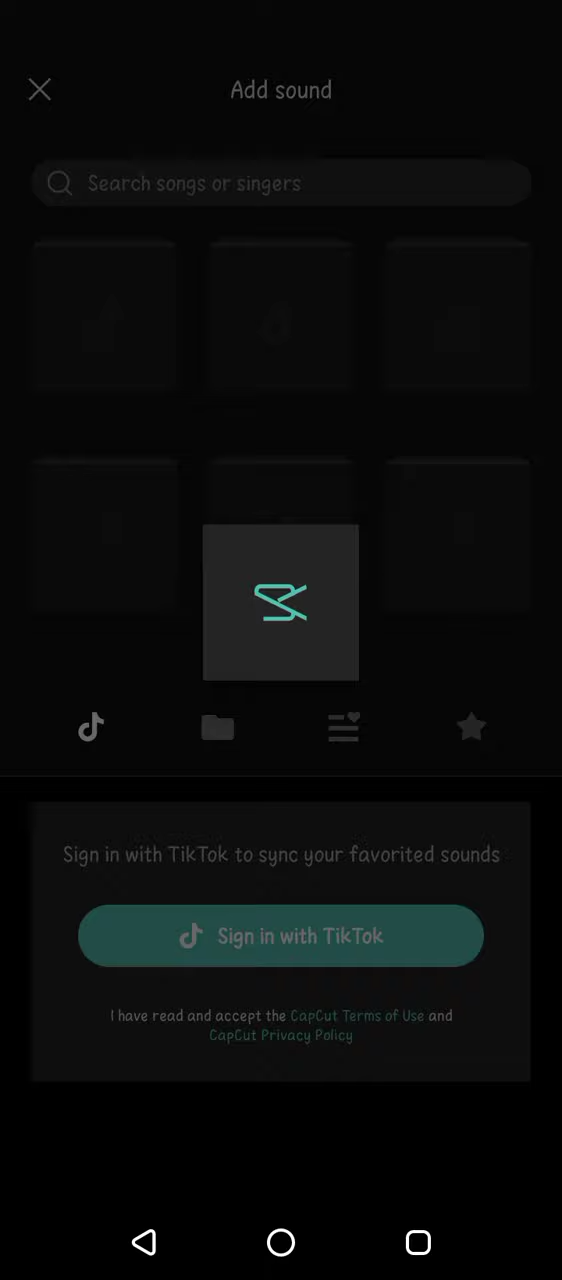 Add sound
Search songs or singers
Sign in with TikTok to sync your favorited sounds
Sign in with TikTok
I have read and accept the CapCut Terms of Use and
CapCut Privacy Policy